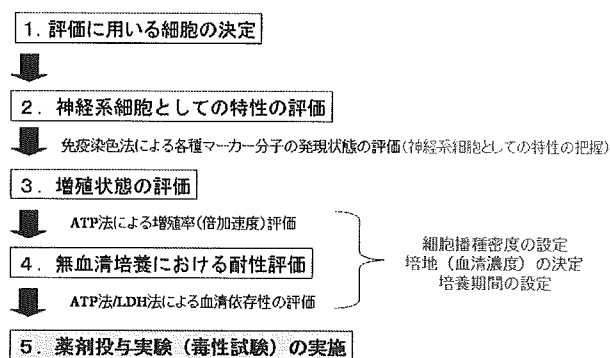 1. 評価に用いる細胞の決定
2. 神経系細胞としての特性の評価
免疫染色法による各種マーカー分子の発現状態の評価(神経系細胞としての特性の把握)
3. 増殖状態の評価
ATP法による増殖率(倍加速度)評価
4. 無血清培養における耐性評価
ATP法/LDH法による血清依存性の評価
細胞播種密度の設定
培地（血清濃度）の決定
培養期間の設定
5. 薬剤投与実験（毒性試験）の実施